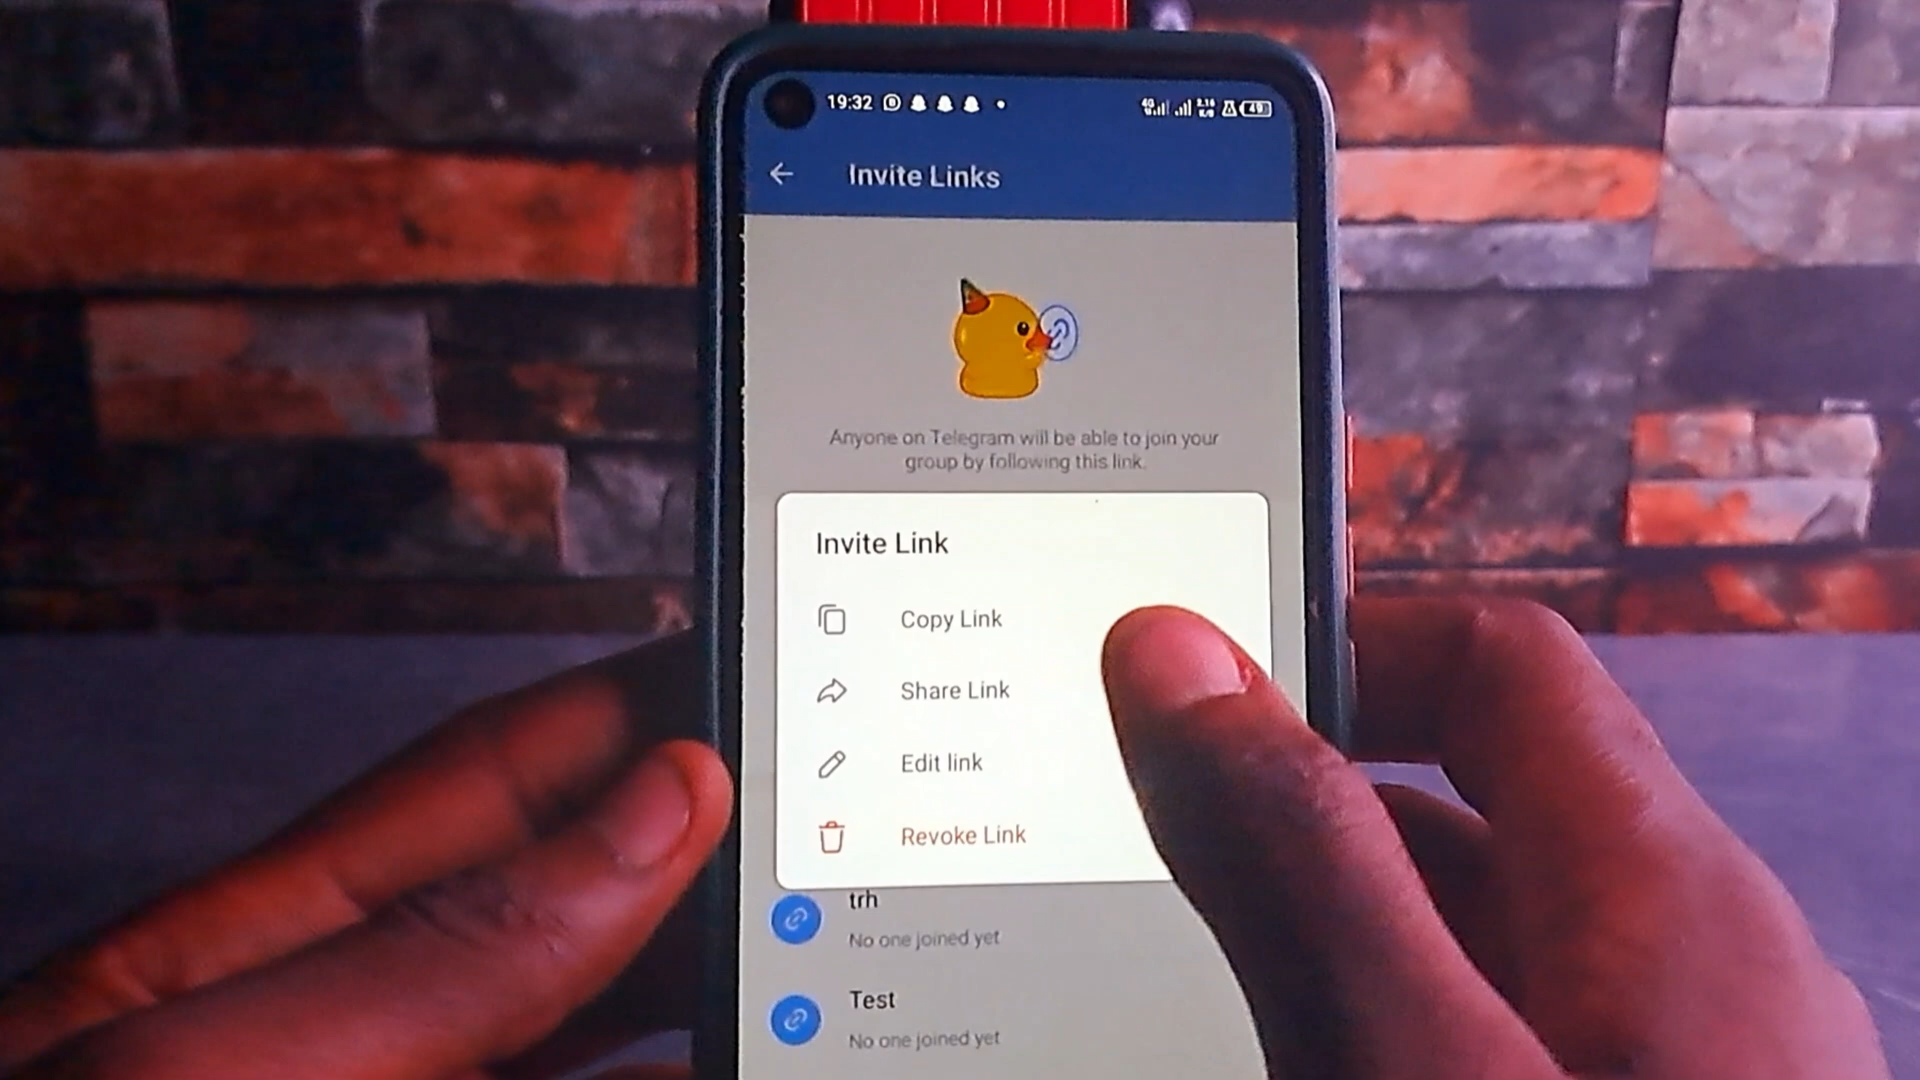 19:32
Invite Links
Anyone on Telegram will be able to join your
group by following this link.
Invite Link
Copy Link
Share Link
Edit link
Revoke Link
trh
No one joined yet
Test
No one joined yet